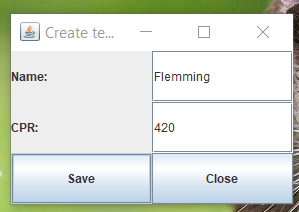 Create te...
Name: Flemming
CPR: 420
Save Close